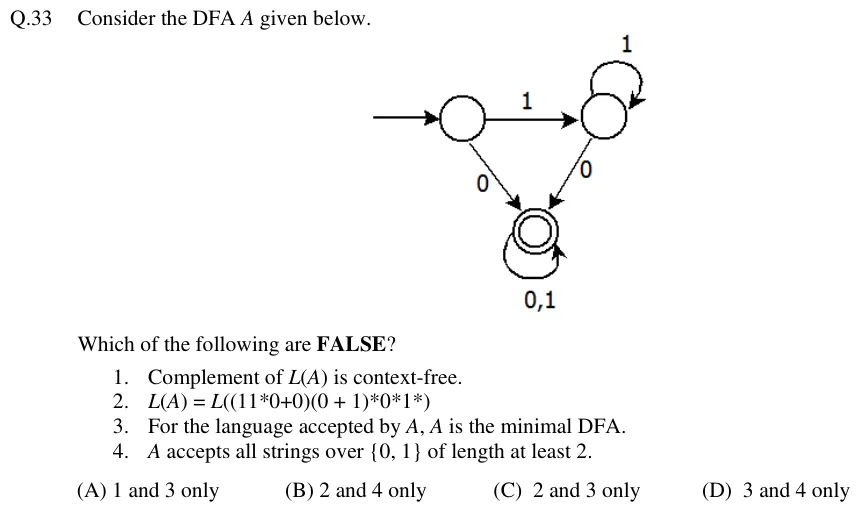 Q.33 Consider the DFA A given below.
1
1
0
0
0,1
Which of the following are FALSE?
1. Complement of L(A) is context-free.
2. L(A) = L((11*0+0)(0 + 1)*0*1*)
3. For the language accepted by A, A is the minimal DFA.
4. A accepts all strings over {0, 1} of length at least 2.
(A) 1 and 3 only (B) 2 and 4 only (C) 2 and 3 only (D) 3 and 4 only